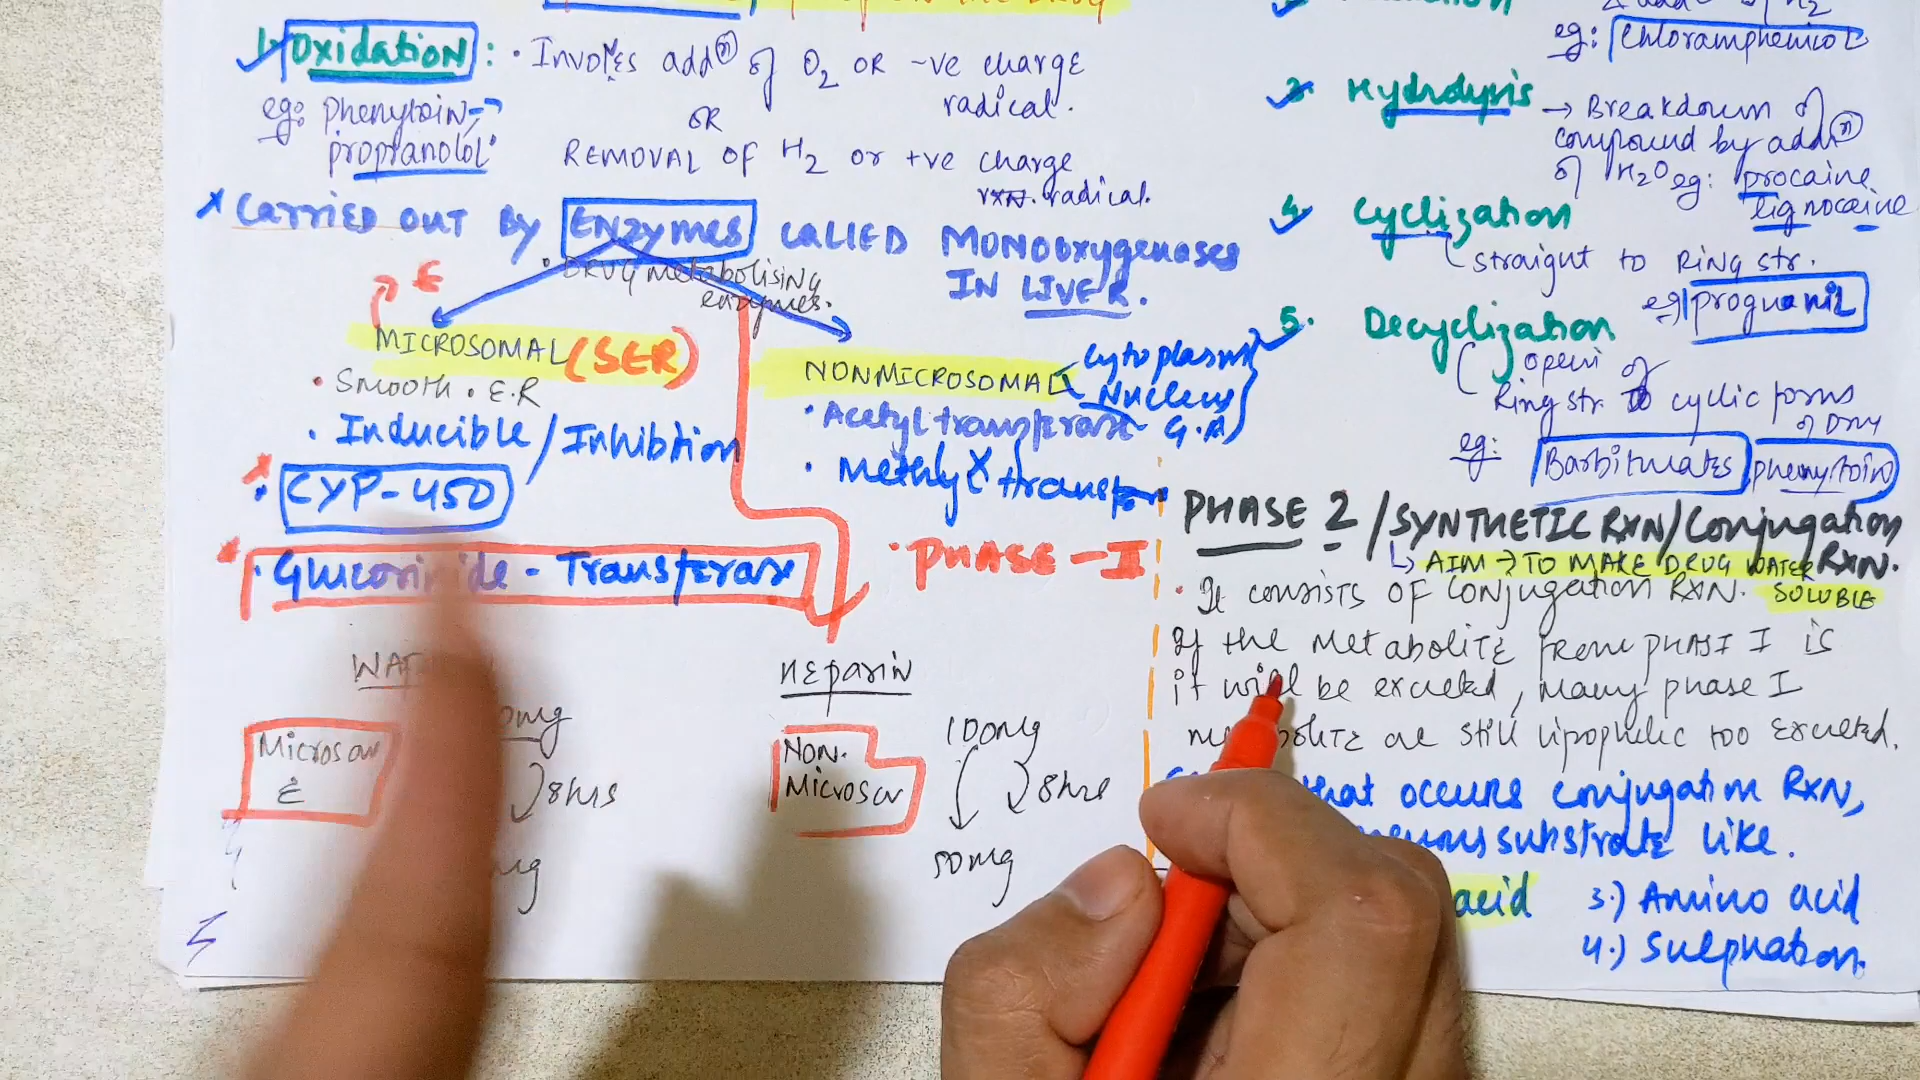 1. Oxidation : • Involves add(n) of O2 OR -ve charge
radical.
eg: phenytoin,
propranolol
OR
REMOVAL OF H2 or +ve charge
radical.
* CARRIED OUT BY ENZYMES CALLED MONOOXYGENASES
IN LIVER.
• DRUG metabolising
enzymes.
MICROSOMAL (SER)
• Smooth. E.R
• Inducible/Inhibition
• CYP-450
• Glucoronide - Transferase
NONMICROSOMAL
Cytoplasm
Nucleus
• Acetyl transferase
• Methyl transfer
• PHASE-I
Heparin
Microsom
8hrs
NON-
Microsom
100mg
8hrs
50mg
eg: Chloramphenicol
3. Hydrolysis → Breakdown of
compound by add(n)
of H2O eg: procaine
lignocaine
4. Cyclization
straight to Ring str.
eg proguanil
5. Decyclization
open of
Ring str. to cyclic forms
of Drug
eg: Barbituates, phenytoin
PHASE 2 /SYNTHETIC RXN/Conjugation
RXN.
AIM → TO MAKE DRUG WATER
SOLUBLE
• It consists OF Conjugation RXN.
If the Metabolite from PHASE I is
it will be excreted, Many phase I
are still lipophilic too excreted.
that occurs conjugation RXN,
substrate like.
acid
3.) Amino acid
4.) Sulphation.